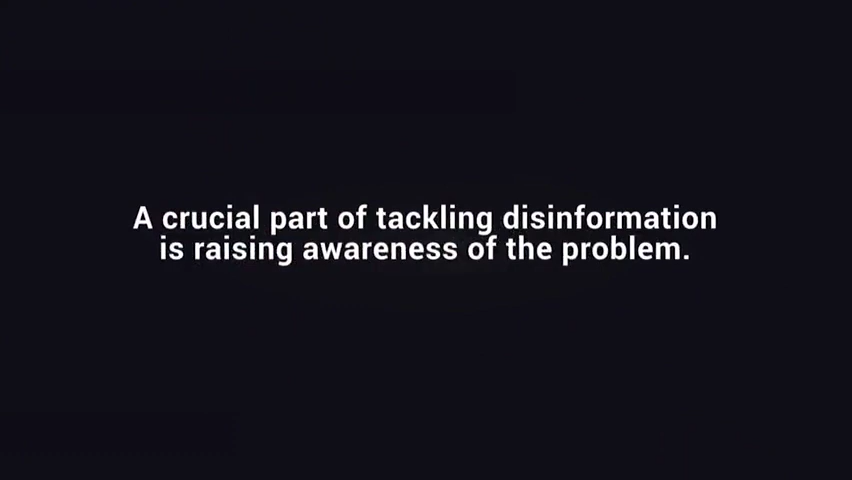 A crucial part of tackling disinformation
is raising awareness of the problem.